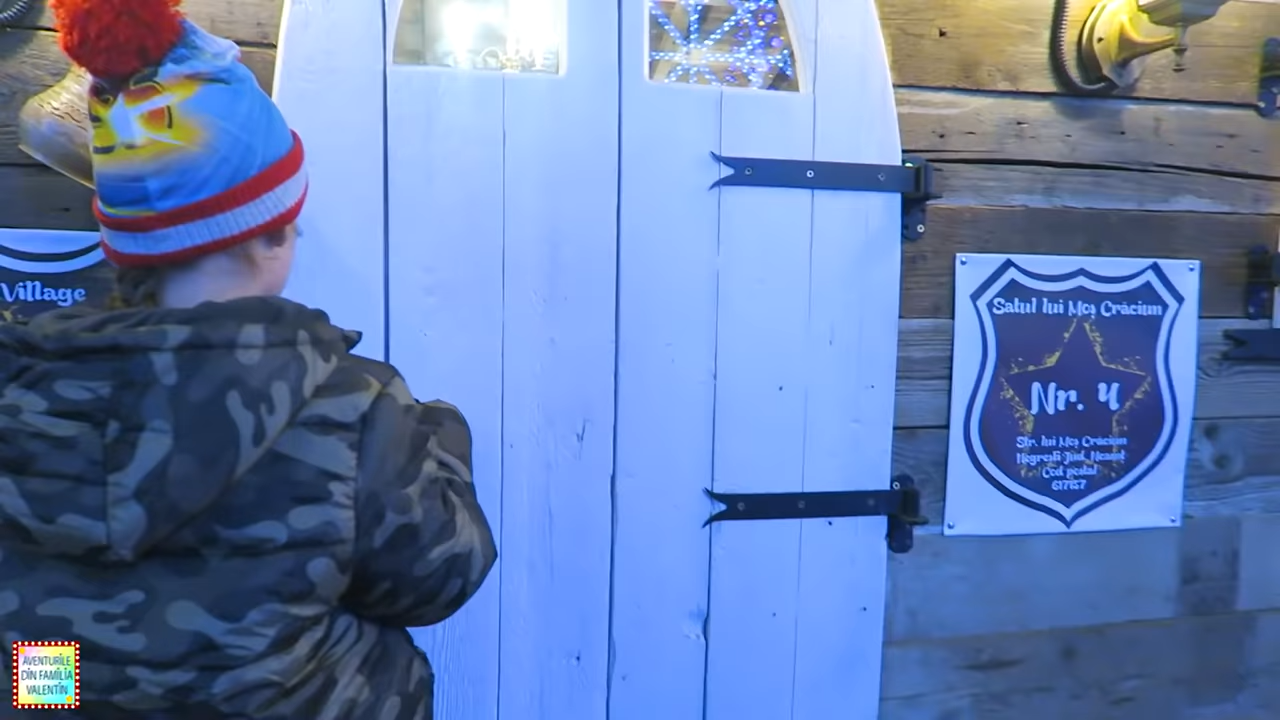 Village
Satul lui Moș Crăciun
Nr. 4
Str. lui Moș Crăciun
Negrești Jud. Neamț
Cod poștal
617157
AVENTURILE
DIN FAMILIA
VALENTIN